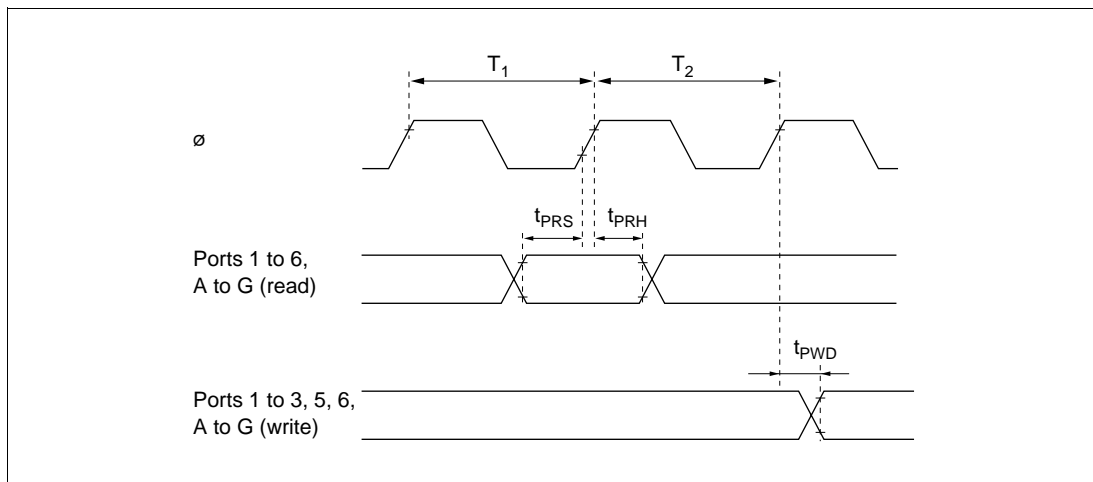 T1 T2
ø
tPRS tPRH
Ports 1 to 6,
A to G (read)
tPWD
Ports 1 to 3, 5, 6,
A to G (write)